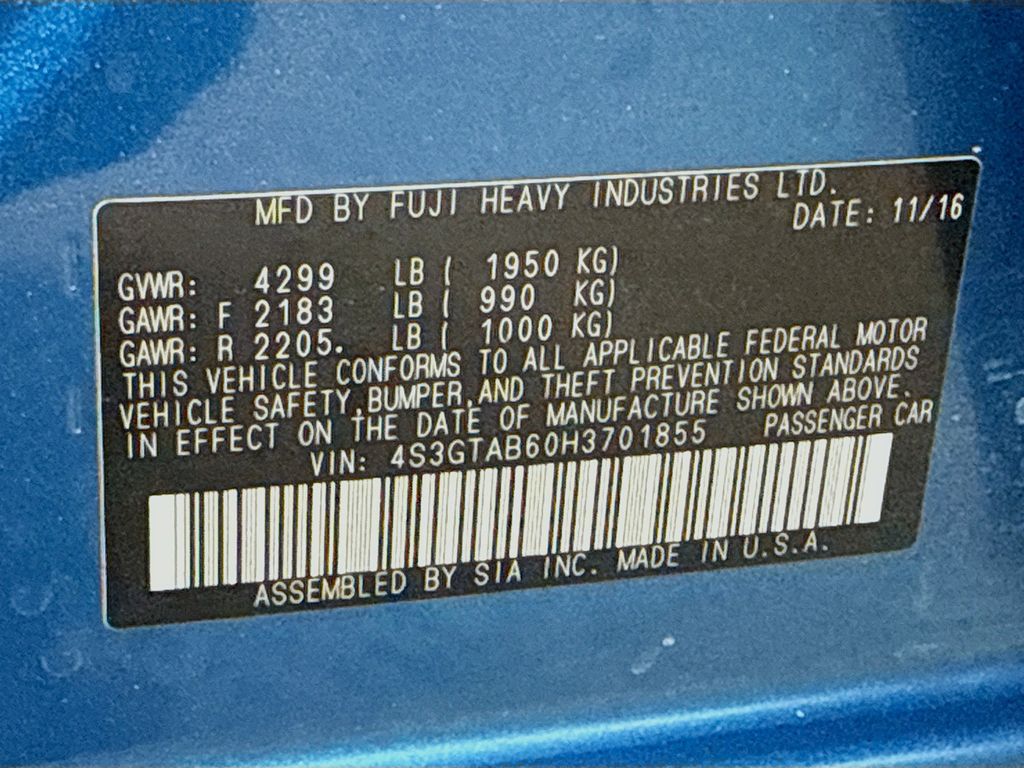 MFD BY FUJI HEAVY INDUSTRIES LTD.
DATE: 11/16
GVWR: 4299 LB ( 1950 KG)
GAWR: F 2183 LB ( 990 KG)
GAWR: R 2205. LB ( 1000 KG)
THIS VEHICLE CONFORMS TO ALL APPLICABLE FEDERAL MOTOR
VEHICLE SAFETY,BUMPER,AND THEFT PREVENTION STANDARDS
IN EFFECT ON THE DATE OF MANUFACTURE SHOWN ABOVE.
VIN: 4S3GTAB60H3701855 PASSENGER CAR
ASSEMBLED BY SIA INC. MADE IN U.S.A.